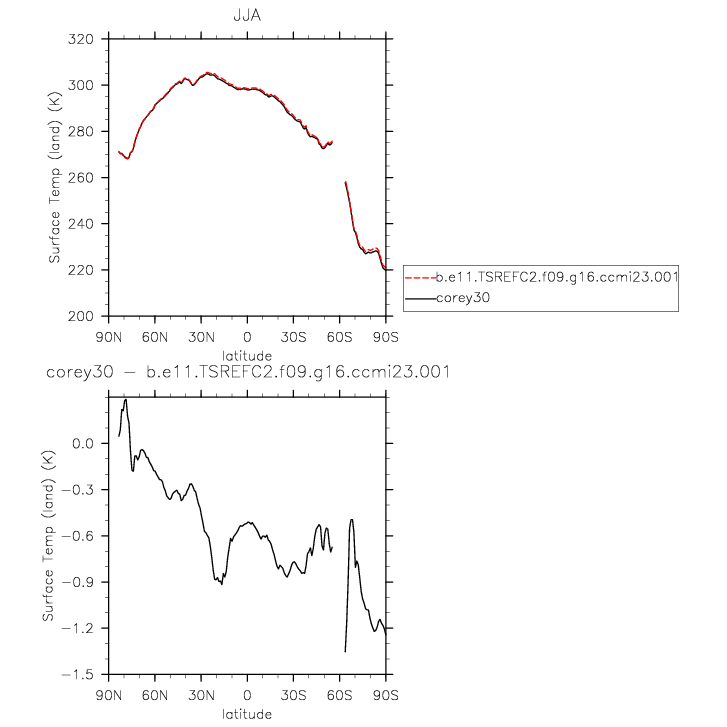 JJA
320
300
280
260
240
220
200
Surface Temp (land) (K)
90N 60N 30N 0 30S 60S 90S
latitude
b.e11.TSREFC2.f09.g16.ccmi23.001
corey30
corey30 − b.e11.TSREFC2.f09.g16.ccmi23.001
0.0
−0.3
−0.6
−0.9
−1.2
−1.5
Surface Temp (land) (K)
90N 60N 30N 0 30S 60S 90S
latitude